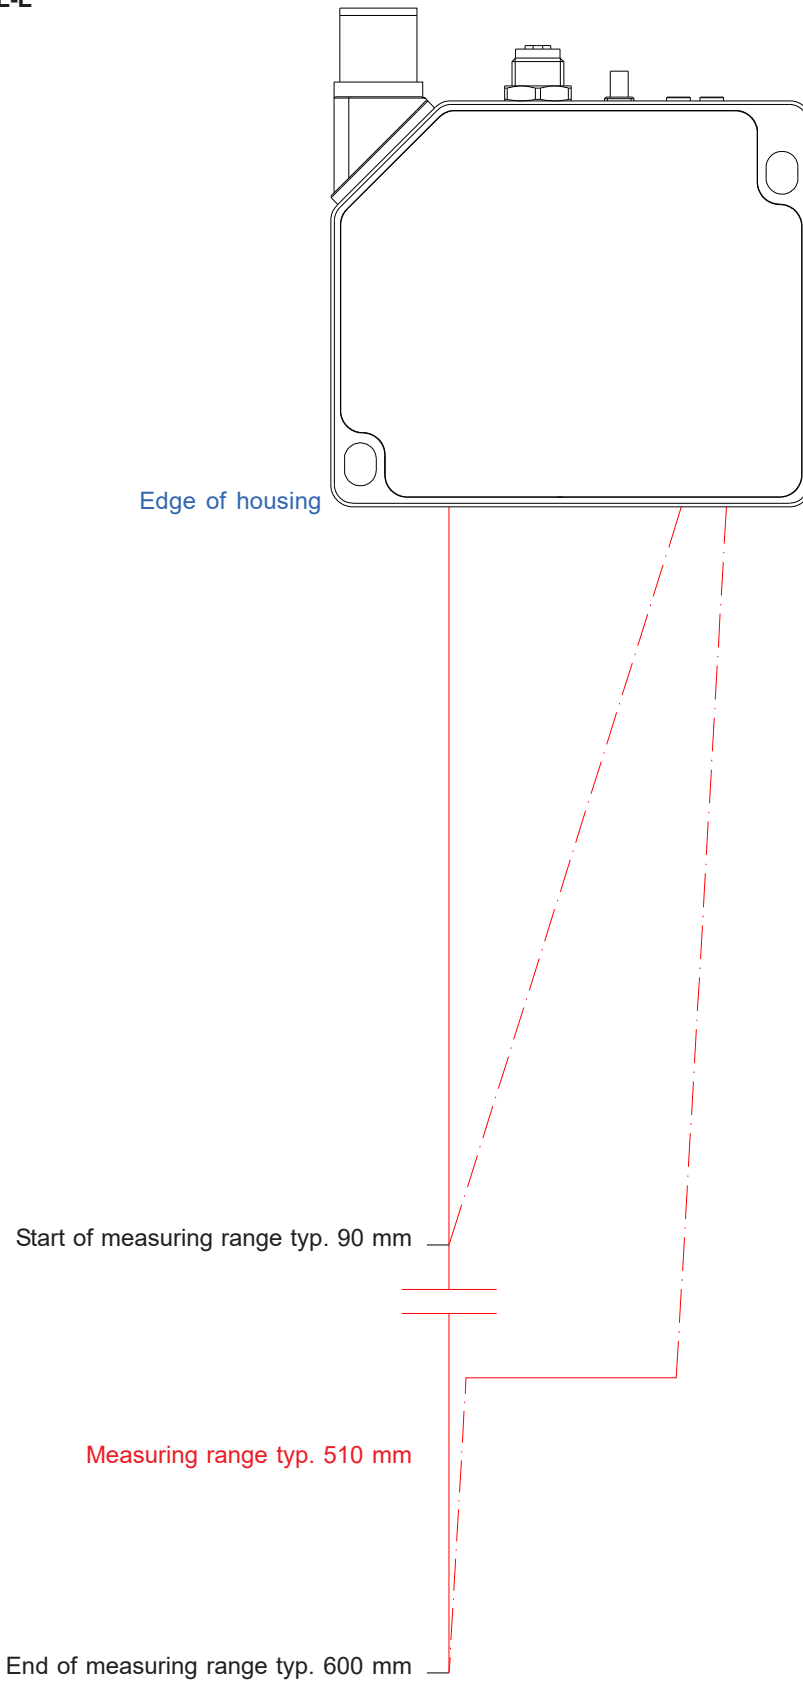 Edge of housing
Start of measuring range typ. 90 mm
Measuring range typ. 510 mm
End of measuring range typ. 600 mm